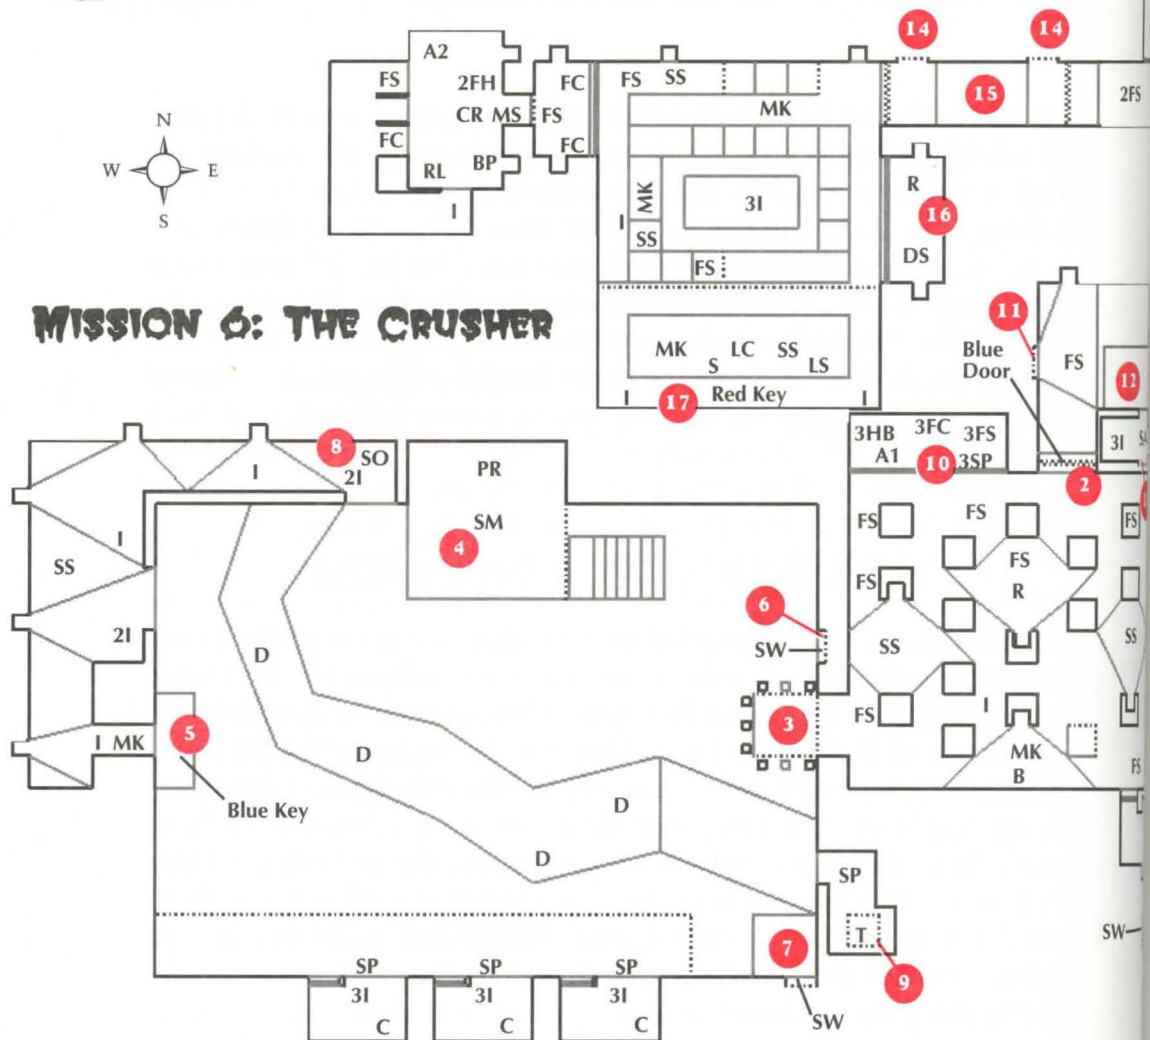 14 14
A2
FS 2FH FC FS SS 15 2FS
CR MS FS MK
N
FC FC
W E RL BP R
MK 3I 16
S I I
SS DS
FS
MISSION 6: THE CRUSHER
11
Blue
Door FS
MK LC SS 12
S LS
I Red Key I
17
3HB 3FC 3FS 3I
8 SO A1 10 3SP
I 2I PR 2
FS FS FS
SM
I 4 FS FS
SS R
6
2I SW SS SS
D
3 FS I
5
I MK D MK FS
B
Blue Key D
D SP
T
7 9 SW
SP SP SP
3I 3I 3I
C C C SW